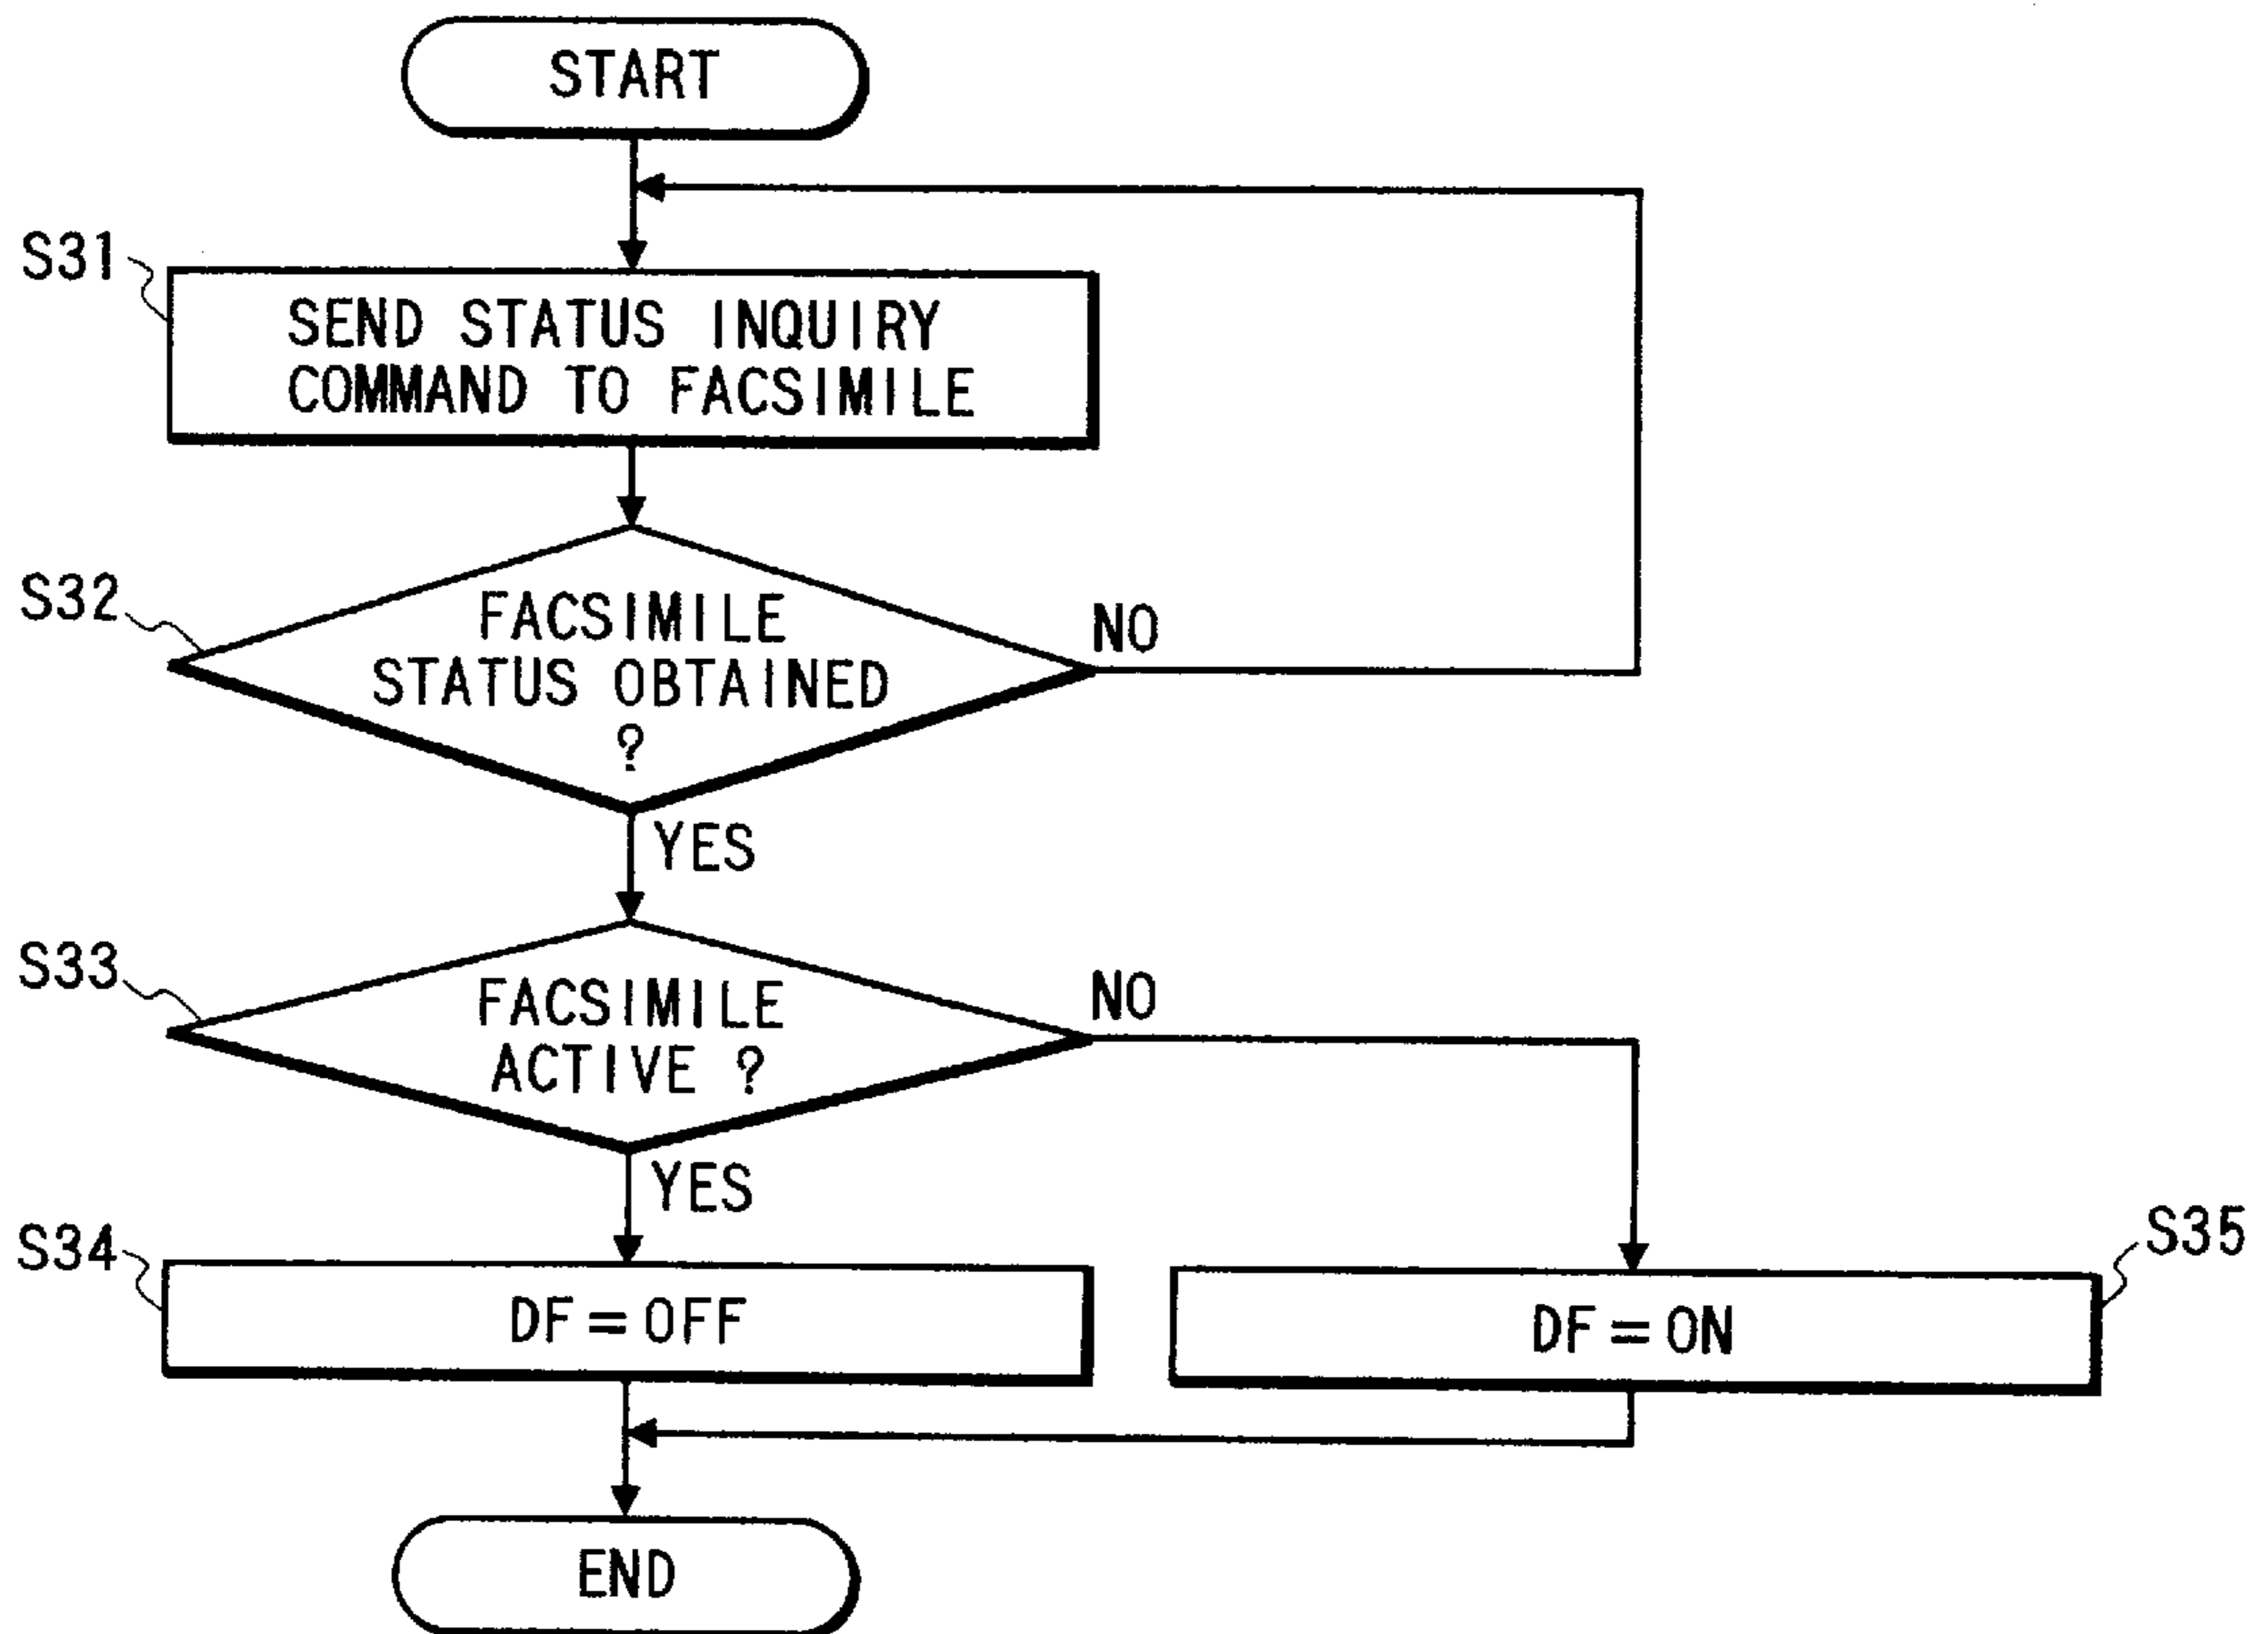 START
S31
SEND STATUS INQUIRY
COMMAND TO FACSIMILE
S32
FACSIMILE
STATUS OBTAINED
?
NO
YES
S33
FACSIMILE
ACTIVE ?
NO
YES
S34
DF=OFF
S35
DF=ON
END